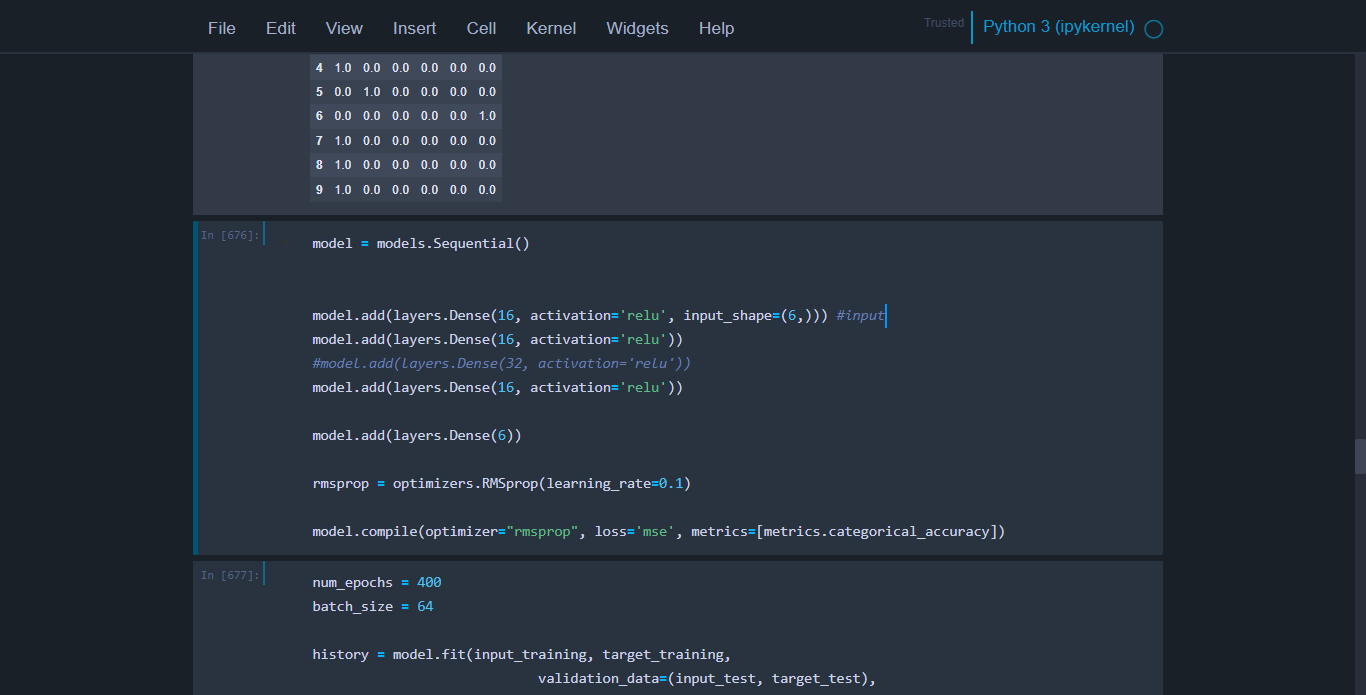 File Edit View Insert Cell Kernel Widgets Help Trusted Python 3 (ipykernel)
4 1.0 0.0 0.0 0.0 0.0 0.0
5 0.0 1.0 0.0 0.0 0.0 0.0
6 0.0 0.0 0.0 0.0 0.0 1.0
7 1.0 0.0 0.0 0.0 0.0 0.0
8 1.0 0.0 0.0 0.0 0.0 0.0
9 1.0 0.0 0.0 0.0 0.0 0.0
In [676]:
model = models.Sequential()
model.add(layers.Dense(16, activation='relu', input_shape=(6,))) #input
model.add(layers.Dense(16, activation='relu'))
#model.add(layers.Dense(32, activation='relu'))
model.add(layers.Dense(16, activation='relu'))
model.add(layers.Dense(6))
rmsprop = optimizers.RMSprop(learning_rate=0.1)
model.compile(optimizer="rmsprop", loss='mse', metrics=[metrics.categorical_accuracy])
In [677]:
num_epochs = 400
batch_size = 64
history = model.fit(input_training, target_training,
validation_data=(input_test, target_test),